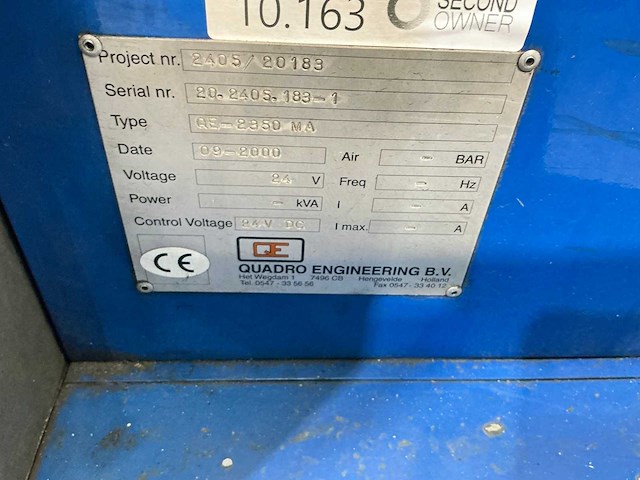 10.163 SECOND OWNER
Project nr. 2405/20183
Serial nr. 20.2405.183-1
Type QE-2350 MA
Date 09-2000 Air - BAR
Voltage 24 V Freq - Hz
Power - kVA I - A
Control Voltage 24V DC I max. - A
CE QE
QUADRO ENGINEERING B.V.
Het Wegdam 1 7496 CB Hengevelde Holland
Tel. 0547 - 33 56 56 Fax 0547 - 33 40 12